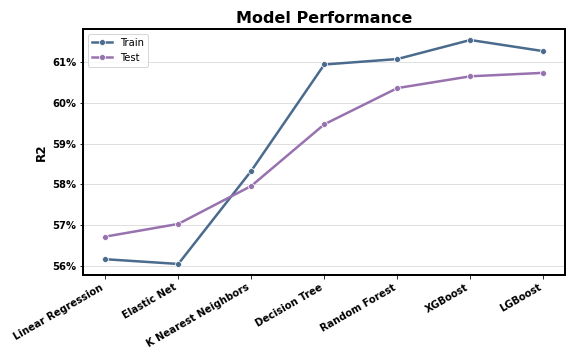 Model Performance
Train
Test
R2
61%
60%
59%
58%
57%
56%
Linear Regression
Elastic Net
K Nearest Neighbors
Decision Tree
Random Forest
XGBoost
LGBoost